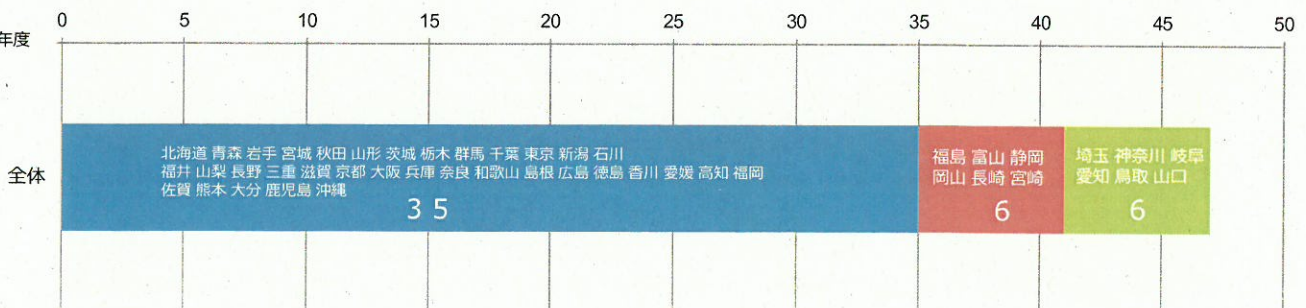 0 5 10 15 20 25 30 35 40 45 50
年度
全体
北海道 青森 岩手 宮城 秋田 山形 茨城 栃木 群馬 千葉 東京 新潟 石川
福井 山梨 長野 三重 滋賀 京都 大阪 兵庫 奈良 和歌山 島根 広島 徳島 香川 愛媛 高知 福岡
佐賀 熊本 大分 鹿児島 沖縄
35
福島 富山 静岡
岡山 長崎 宮崎
6
埼玉 神奈川 岐阜
愛知 鳥取 山口
6